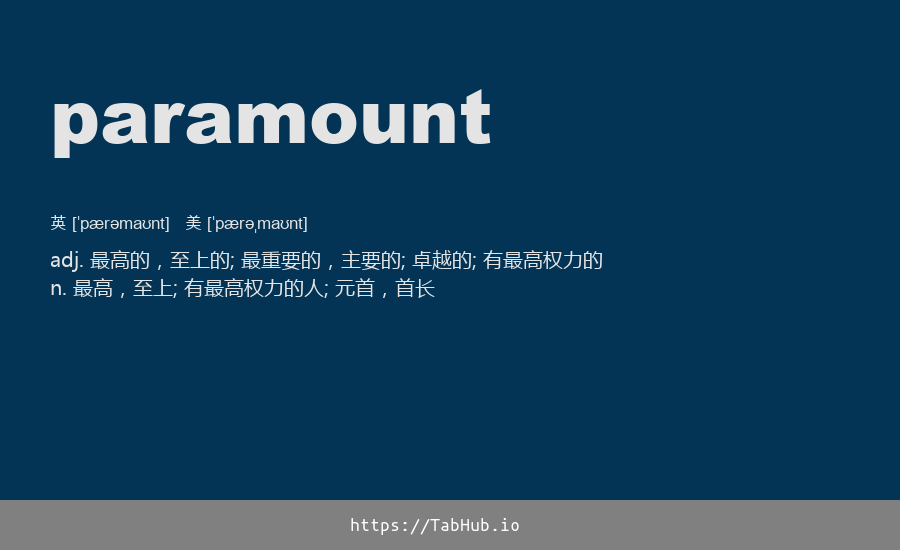 paramount
英 [ˈpærəmaʊnt] 美 [ˈpærəˌmaʊnt]
adj. 最高的，至上的; 最重要的，主要的; 卓越的; 有最高权力的
n. 最高，至上; 有最高权力的人; 元首，首长
https://TabHub.io